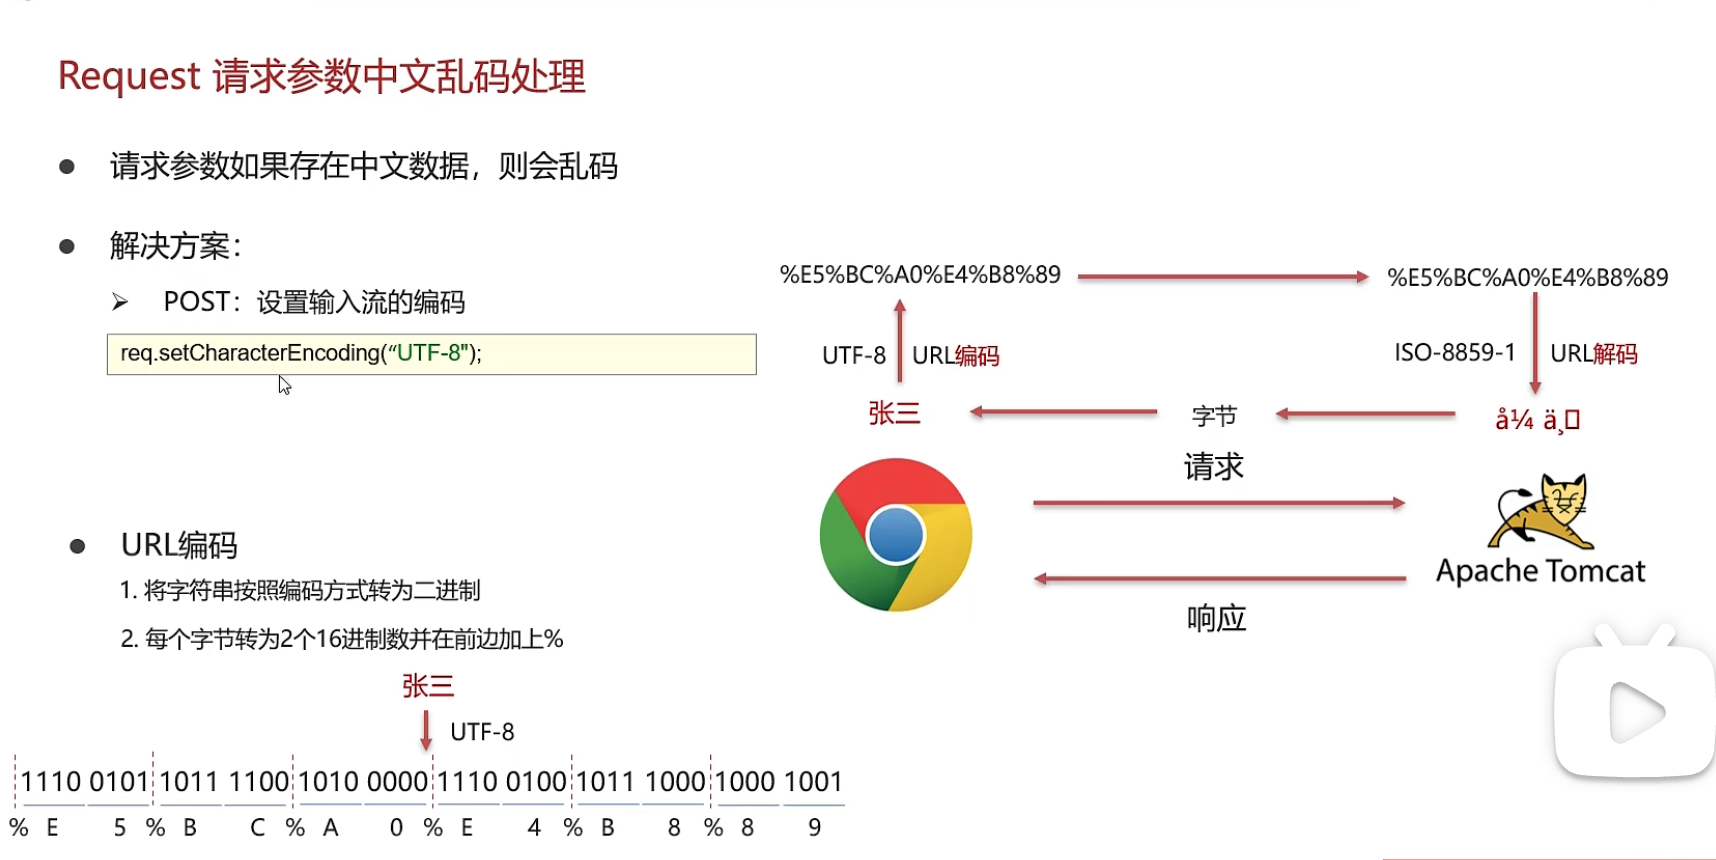 Request 请求参数中文乱码处理
● 请求参数如果存在中文数据，则会乱码
● 解决方案：
➢ POST：设置输入流的编码
req.setCharacterEncoding(“UTF-8");
● URL编码
1. 将字符串按照编码方式转为二进制
2. 每个字节转为2个16进制数并在前边加上%
张三
UTF-8
1110 0101 1011 1100 1010 0000 1110 0100 1011 1000 1000 1001
% E 5 % B C % A 0 % E 4 % B 8 % 8 9
%E5%BC%A0%E4%B8%89
%E5%BC%A0%E4%B8%89
UTF-8 URL编码
ISO-8859-1 URL解码
张三
字节
å¼ ä¸
请求
Apache Tomcat
响应